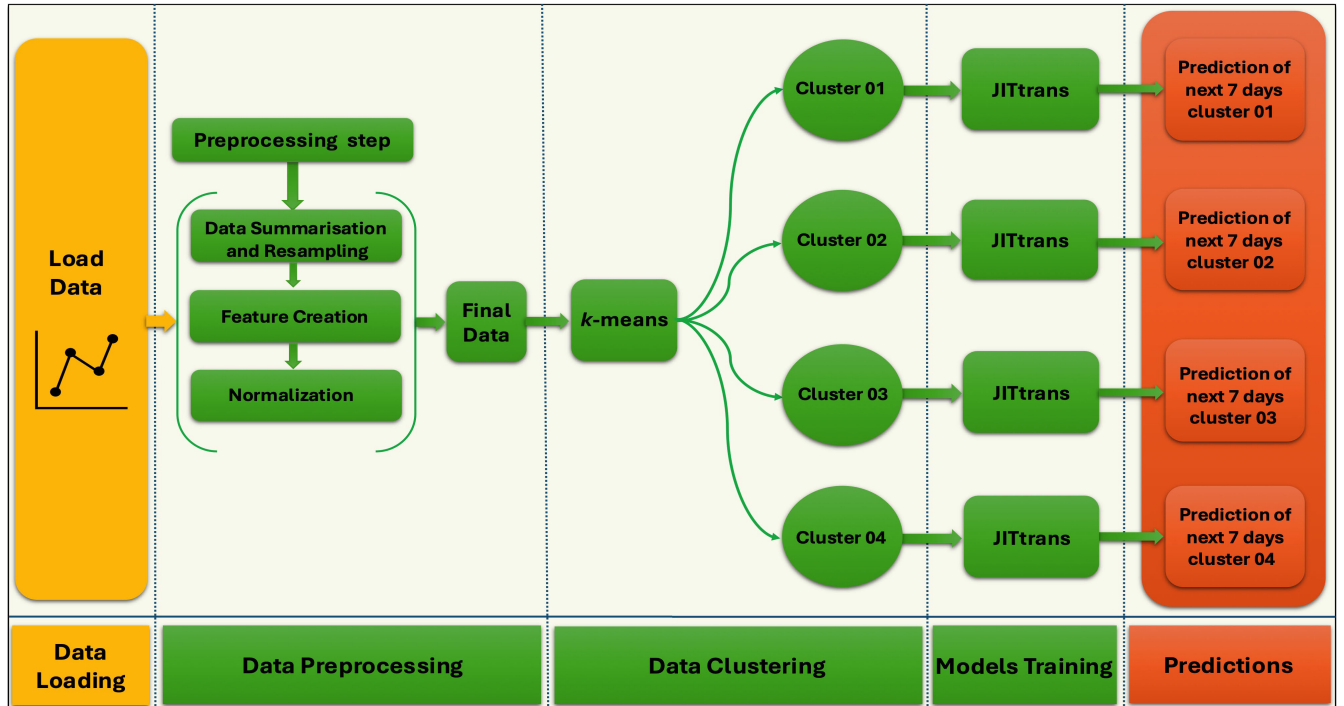 Load
Data
Preprocessing step
Data Summarisation
and Resampling
Feature Creation
Normalization
Final
Data
k-means
Cluster 01
JITtrans
Prediction of
next 7 days
cluster 01
Cluster 02
JITtrans
Prediction of
next 7 days
cluster 02
Cluster 03
JITtrans
Prediction of
next 7 days
cluster 03
Cluster 04
JITtrans
Prediction of
next 7 days
cluster 04
Data
Loading
Data Preprocessing
Data Clustering
Models Training
Predictions